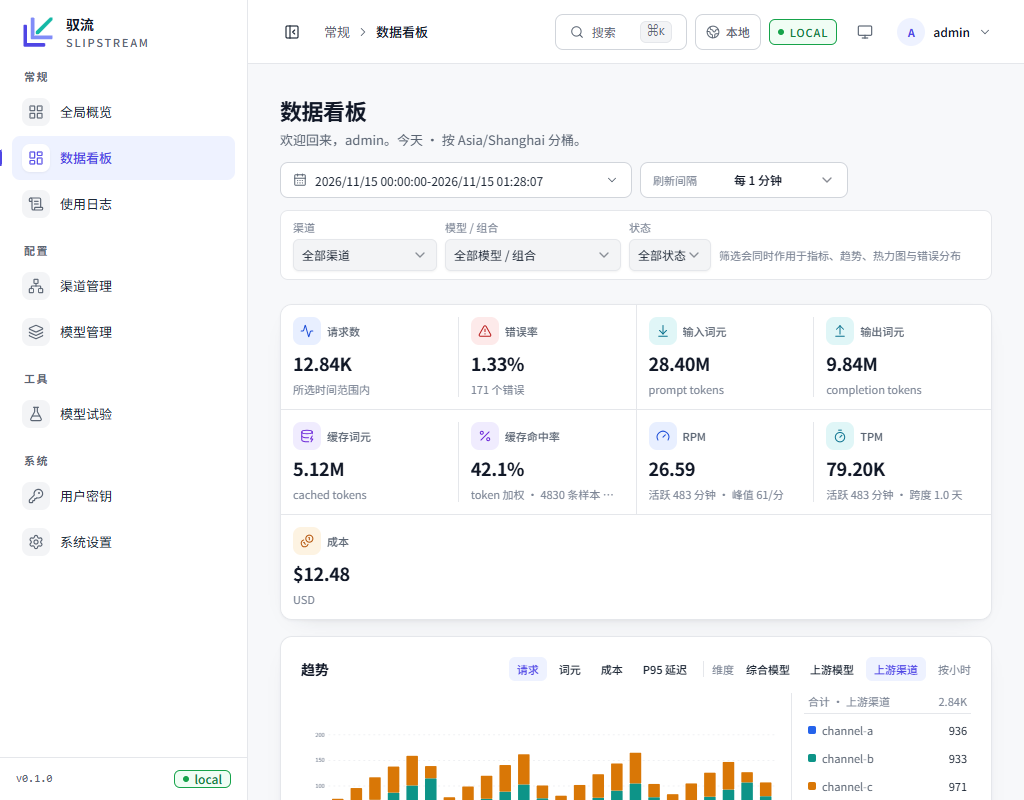 驭流
SLIPSTREAM
常规
全局概览
数据看板
使用日志
配置
渠道管理
模型管理
工具
模型试验
系统
用户密钥
系统设置
v0.1.0
local
常规
数据看板
搜索
⌘K
本地
LOCAL
A
admin
数据看板
欢迎回来，admin。今天 · 按 Asia/Shanghai 分桶。
2026/11/15 00:00:00-2026/11/15 01:28:07
刷新间隔
每 1 分钟
渠道
模型 / 组合
状态
全部渠道
全部模型 / 组合
全部状态
筛选会同时作用于指标、趋势、热力图与错误分布
请求数
12.84K
所选时间范围内
错误率
1.33%
171 个错误
输入词元
28.40M
prompt tokens
输出词元
9.84M
completion tokens
缓存词元
5.12M
cached tokens
缓存命中率
42.1%
token 加权 · 4830 条样本 ···
RPM
26.59
活跃 483 分钟 · 峰值 61/分
TPM
79.20K
活跃 483 分钟 · 跨度 1.0 天
成本
$12.48
USD
趋势
请求
词元
成本
P95 延迟
维度
综合模型
上游模型
上游渠道
按小时
200
150
100
合计 · 上游渠道
2.84K
channel-a
936
channel-b
933
channel-c
971